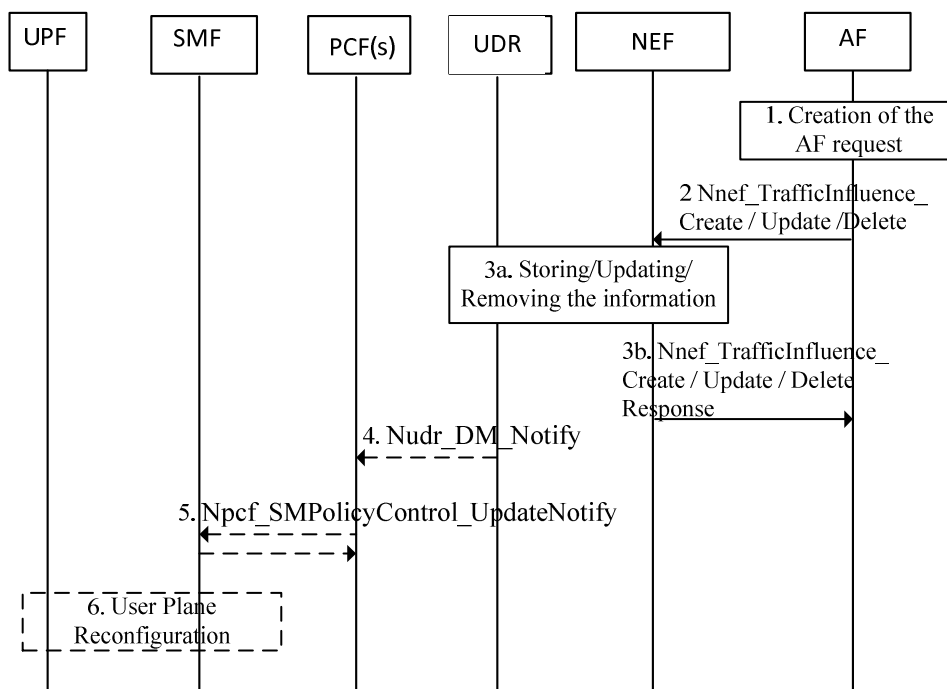 UPF
SMF
PCF(s)
UDR
NEF
AF
1. Creation of the
AF request
2 Nnef_TrafficInfluence_
Create / Update /Delete
3a. Storing/Updating/
Removing the information
3b. Nnef_TrafficInfluence_
Create / Update / Delete
Response
4. Nudr_DM_Notify
5. Npcf_SMPolicyControl_UpdateNotify
6. User Plane
Reconfiguration